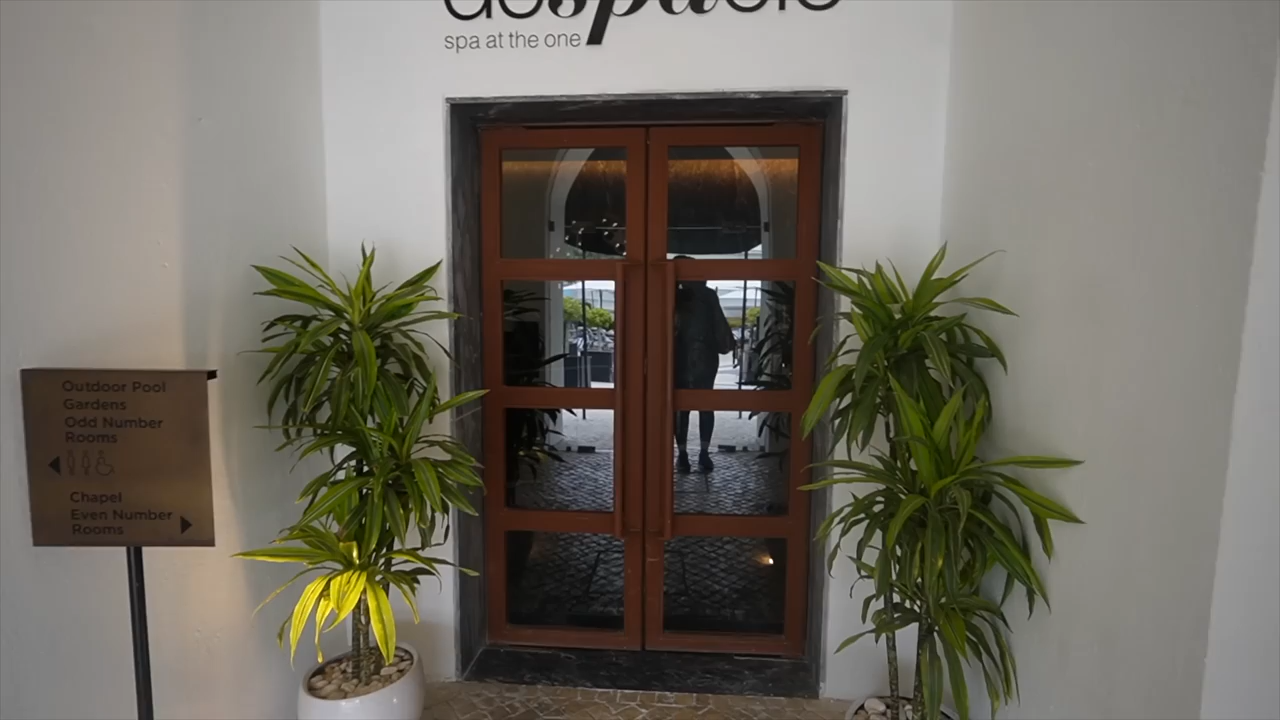 spa at the one
Outdoor Pool
Gardens
Odd Number
Rooms
Chapel
Even Number
Rooms